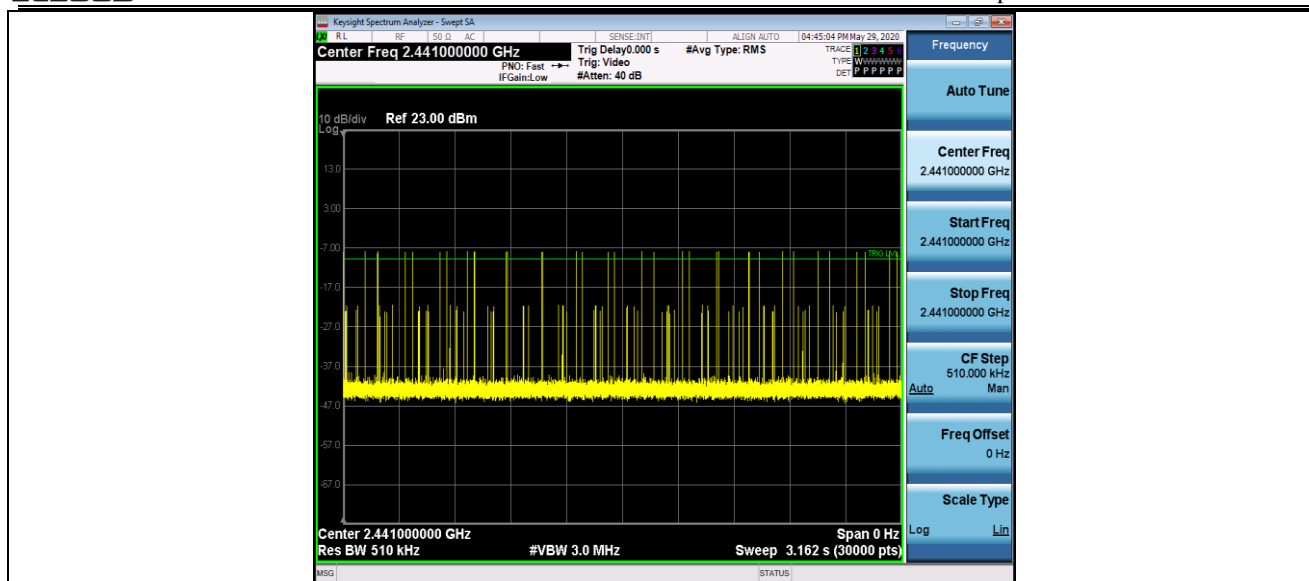 Keysight Spectrum Analyzer - Swept SA
LXI RL RF 50 Ω AC SENSE:INT ALIGN AUTO 04:45:04 PM May 29, 2020
Center Freq 2.441000000 GHz
PNO: Fast
IFGain:Low
Trig Delay0.000 s
Trig: Video
#Atten: 40 dB
#Avg Type: RMS
TRACE 1 2 3 4 5 6
TYPE WWWWWW
DET P P P P P P
10 dB/div Ref 23.00 dBm
Log
13.0
3.00
-7.00
TRIG LVL
-17.0
-27.0
-37.0
-47.0
-57.0
-67.0
Center 2.441000000 GHz Span 0 Hz
Res BW 510 kHz #VBW 3.0 MHz Sweep 3.162 s (30000 pts)
MSG STATUS
Frequency
Auto Tune
Center Freq
2.441000000 GHz
Start Freq
2.441000000 GHz
Stop Freq
2.441000000 GHz
CF Step
510.000 kHz
Auto Man
Freq Offset
0 Hz
Scale Type
Log Lin